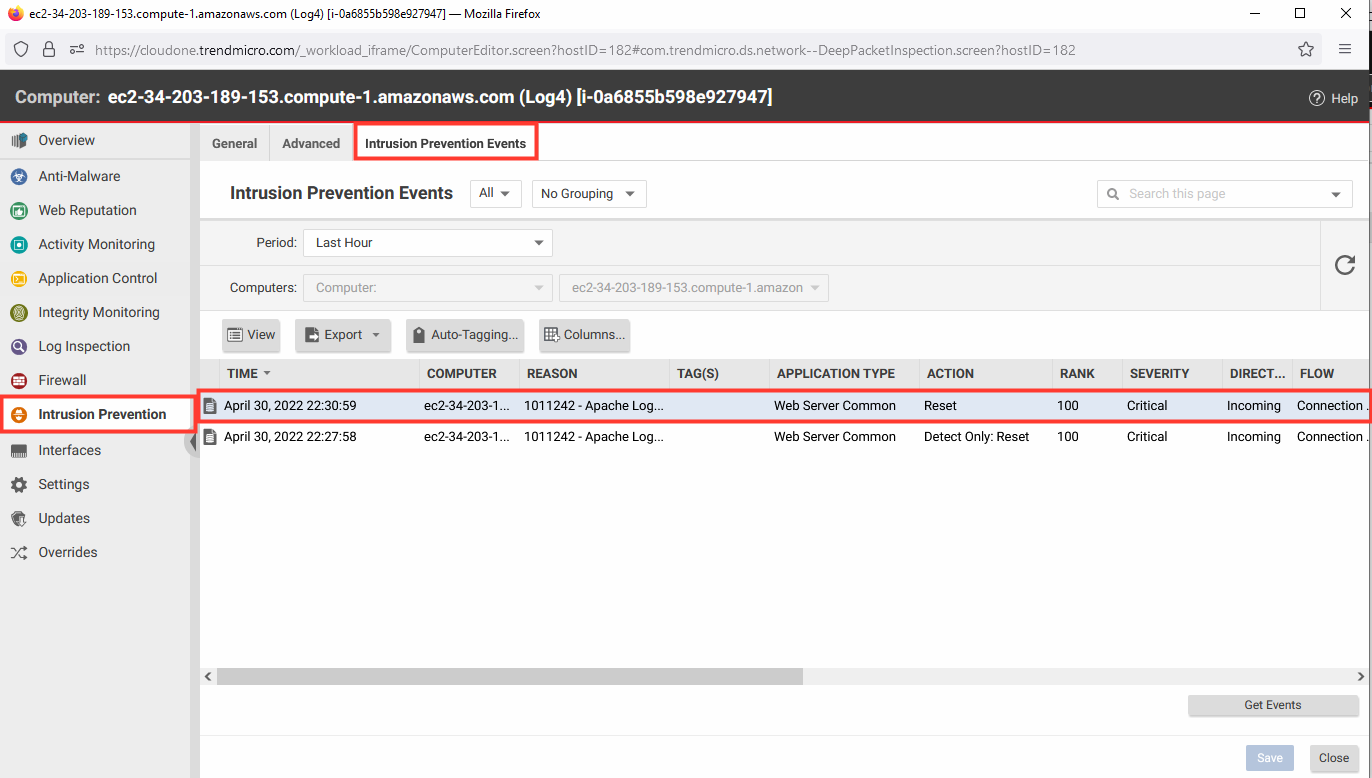 ec2-34-203-189-153.compute-1.amazonaws.com (Log4) [i-0a6855b598e927947] — Mozilla Firefox
https://cloudone.trendmicro.com/_workload_iframe/ComputerEditor.screen?hostID=182#com.trendmicro.ds.network--DeepPacketInspection.screen?hostID=182
Computer: ec2-34-203-189-153.compute-1.amazonaws.com (Log4) [i-0a6855b598e927947]
Help
Overview
Anti-Malware
Web Reputation
Activity Monitoring
Application Control
Integrity Monitoring
Log Inspection
Firewall
Intrusion Prevention
Interfaces
Settings
Updates
Overrides
General Advanced Intrusion Prevention Events
Intrusion Prevention Events All No Grouping Search this page
Period: Last Hour
Computers: Computer: ec2-34-203-189-153.compute-1.amazon
View Export Auto-Tagging... Columns...
TIME COMPUTER REASON TAG(S) APPLICATION TYPE ACTION RANK SEVERITY DIRECT... FLOW
April 30, 2022 22:30:59 ec2-34-203-1... 1011242 - Apache Log... Web Server Common Reset 100 Critical Incoming Connection .
April 30, 2022 22:27:58 ec2-34-203-1... 1011242 - Apache Log... Web Server Common Detect Only: Reset 100 Critical Incoming Connection .
Get Events
Save Close